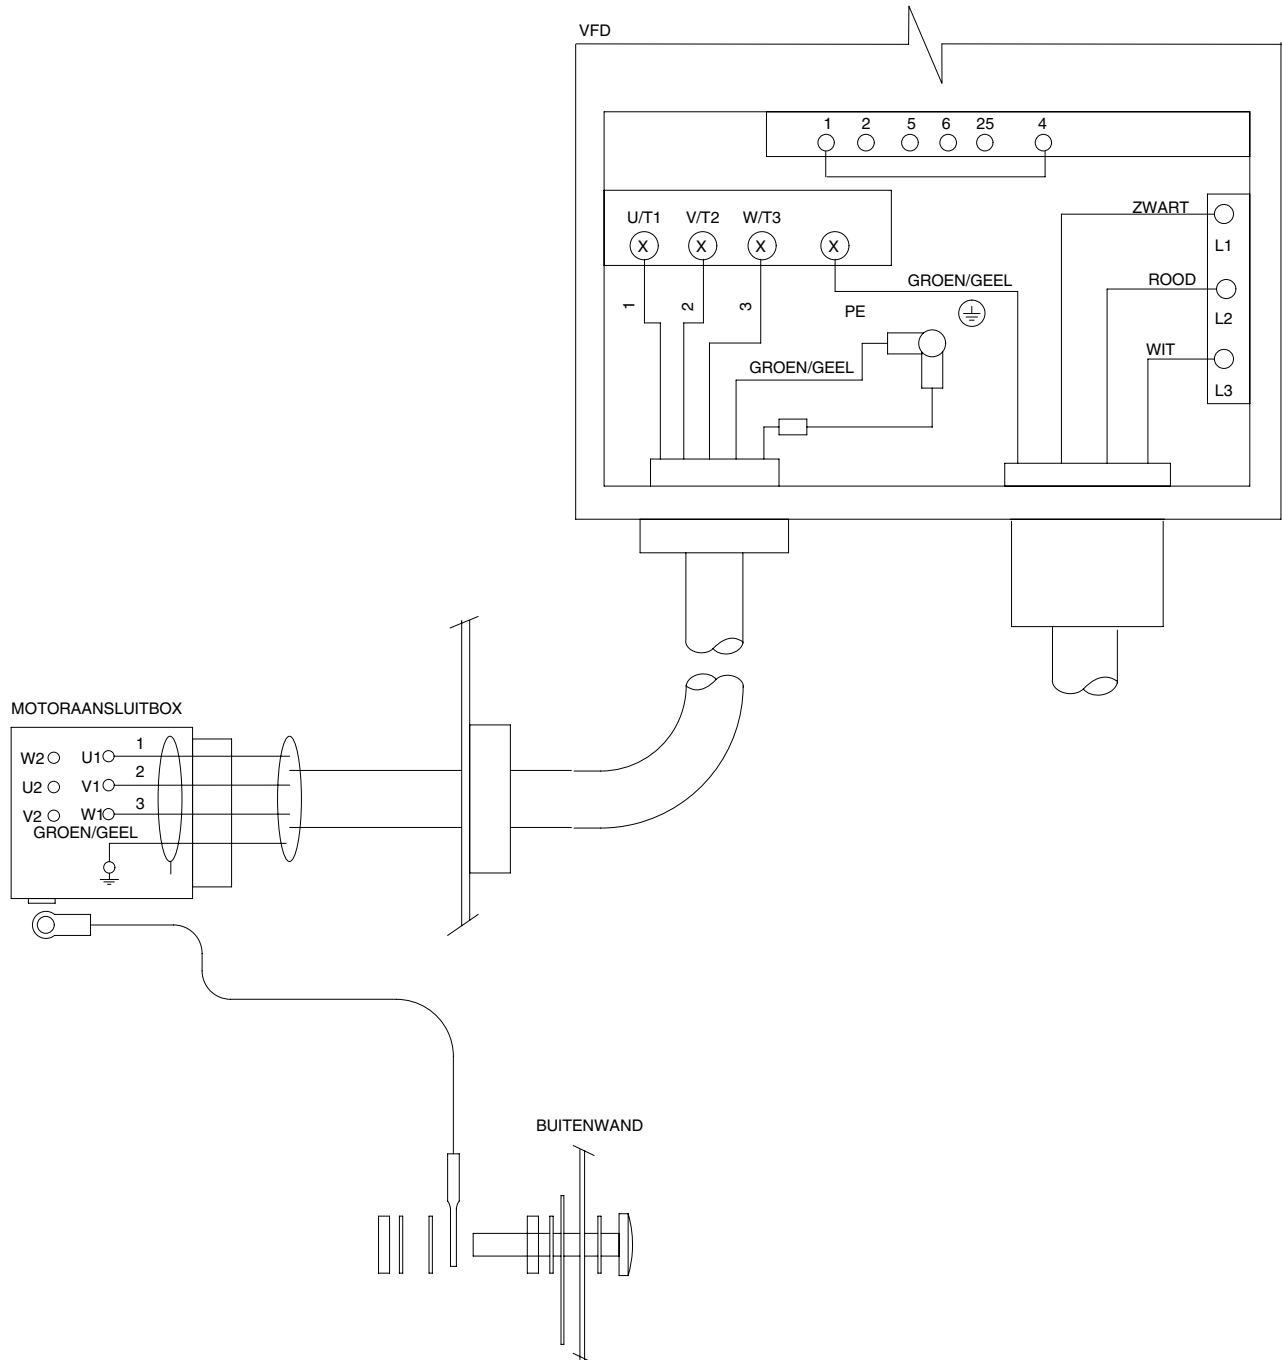 VFD
1 2 5 6 25 4
U/T1 V/T2 W/T3
X X X X
ZWART
L1
GROEN/GEEL
ROOD
1 2 3
PE
L2
WIT
GROEN/GEEL
L3
MOTORAANSLUITBOX
W2 U1 1
U2 V1 2
V2 W1 3
GROEN/GEEL
BUITENWAND